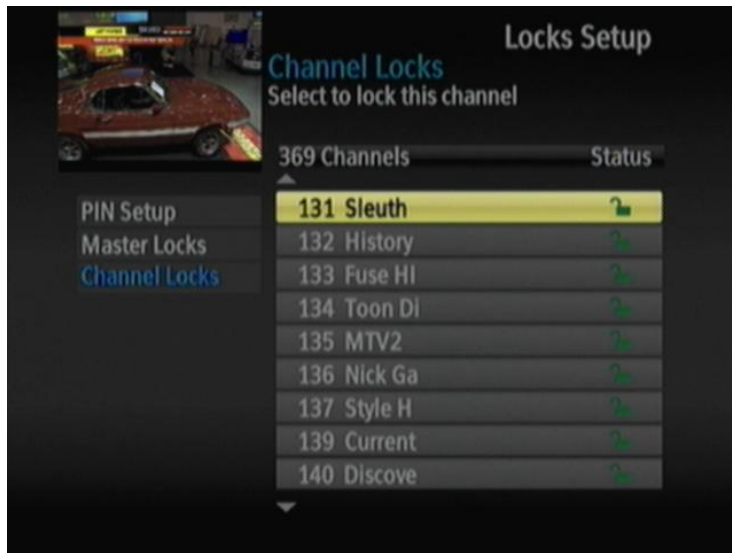 Locks Setup
Channel Locks
Select to lock this channel
369 Channels Status
PIN Setup
Master Locks
Channel Locks
131 Sleuth
132 History
133 Fuse HI
134 Toon Di
135 MTV2
136 Nick Ga
137 Style H
139 Current
140 Discove